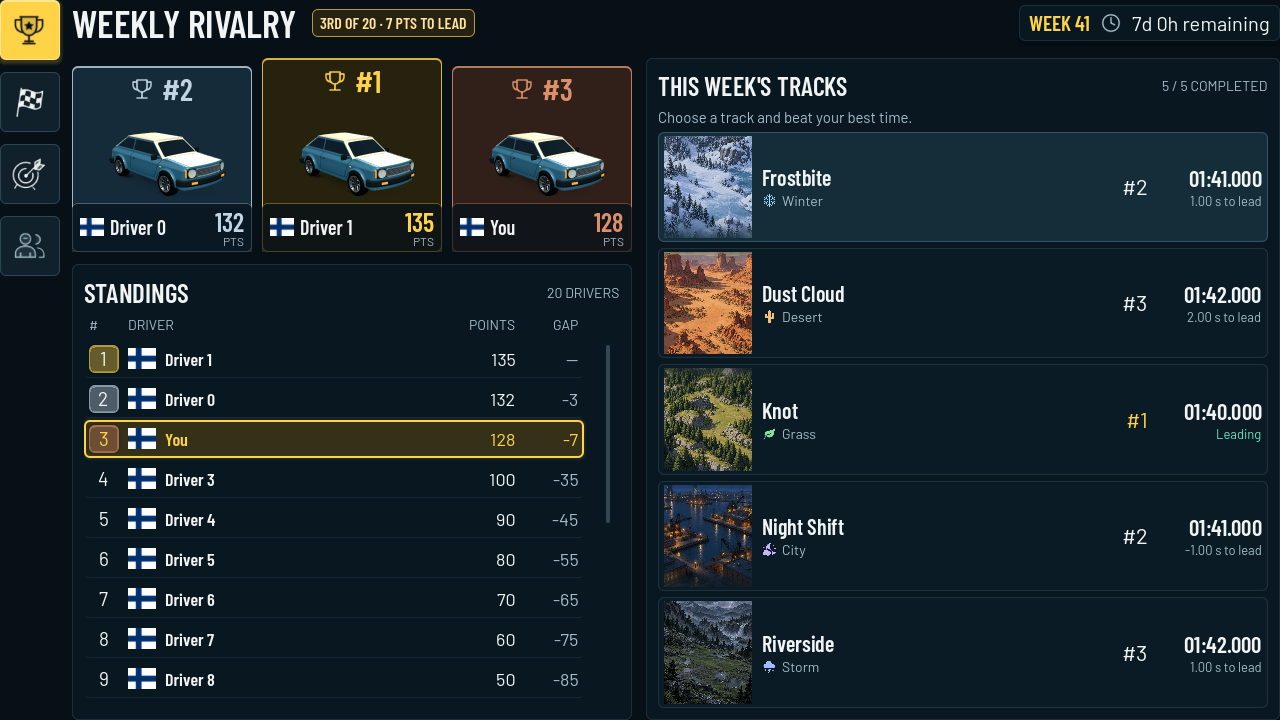 WEEKLY RIVALRY
3RD OF 20 · 7 PTS TO LEAD
WEEK 41
7d 0h remaining
#2
Driver 0
132
PTS
#1
Driver 1
135
PTS
#3
You
128
PTS
STANDINGS
20 DRIVERS
# DRIVER POINTS GAP
1 Driver 1 135 —
2 Driver 0 132 -3
3 You 128 -7
4 Driver 3 100 -35
5 Driver 4 90 -45
6 Driver 5 80 -55
7 Driver 6 70 -65
8 Driver 7 60 -75
9 Driver 8 50 -85
THIS WEEK'S TRACKS
5 / 5 COMPLETED
Choose a track and beat your best time.
Frostbite
Winter
#2
01:41.000
1.00 s to lead
Dust Cloud
Desert
#3
01:42.000
2.00 s to lead
Knot
Grass
#1
01:40.000
Leading
Night Shift
City
#2
01:41.000
-1.00 s to lead
Riverside
Storm
#3
01:42.000
1.00 s to lead